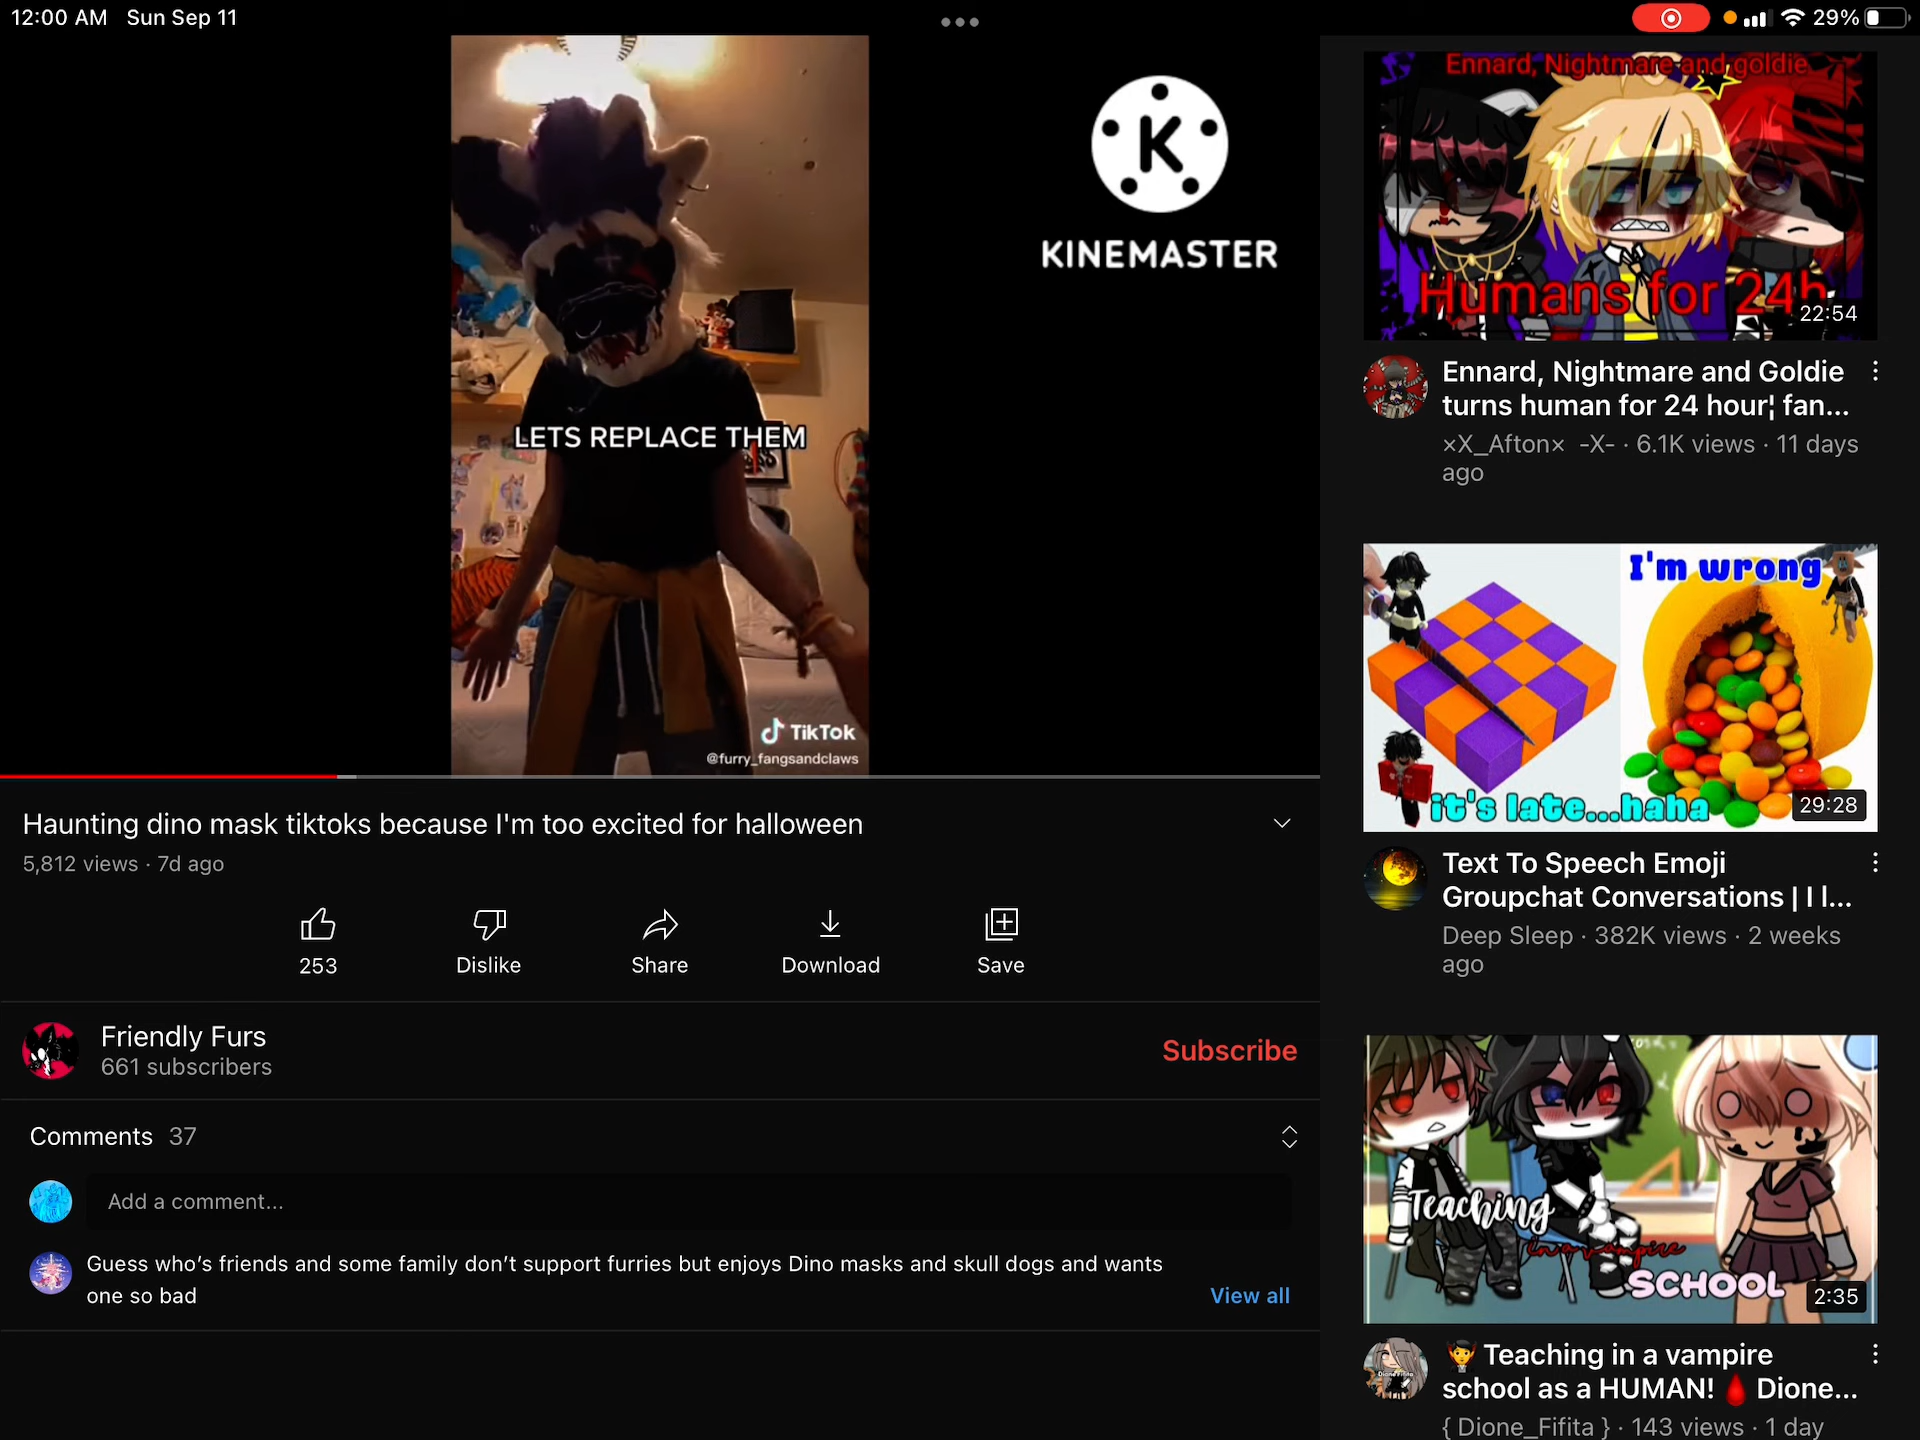 12:00 AM Sun Sep 11
29%
K
KINEMASTER
LETS REPLACE THEM
TikTok
@furry_fangsandclaws
Haunting dino mask tiktoks because I'm too excited for halloween
5,812 views · 7d ago
253
Dislike
Share
Download
Save
Friendly Furs
661 subscribers
Subscribe
Comments 37
Add a comment...
Guess who’s friends and some family don’t support furries but enjoys Dino masks and skull dogs and wants
one so bad
View all
Ennard, Nightmare and goldie
Humans for 24h
22:54
Ennard, Nightmare and Goldie
turns human for 24 hour¦ fan...
×X_Afton× -X- · 6.1K views · 11 days
ago
I'm wrong
it's late...haha
29:28
Text To Speech Emoji
Groupchat Conversations | I l...
Deep Sleep · 382K views · 2 weeks
ago
Teaching
in a vampire
SCHOOL
2:35
🧛 Teaching in a vampire
school as a HUMAN! 🩸 Dione...
{ Dione_Fifita } · 143 views · 1 day